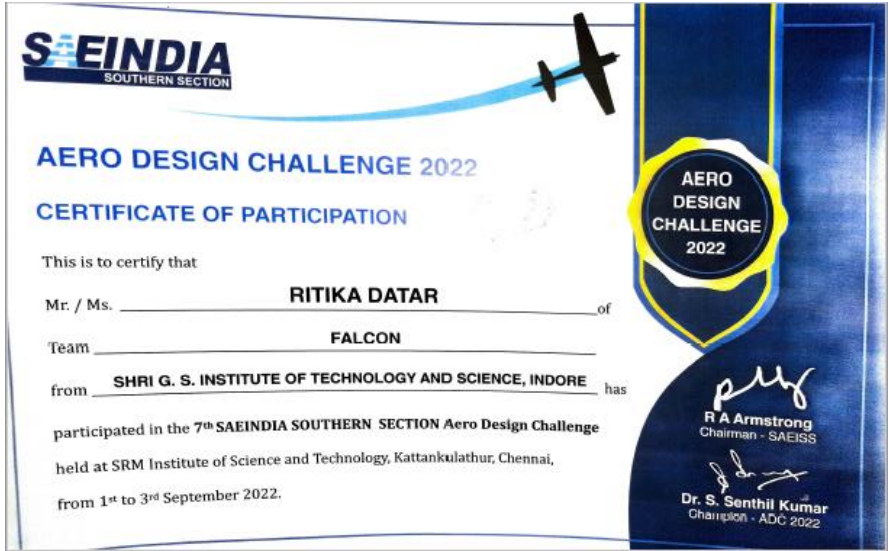 SAEINDIA
SOUTHERN SECTION
AERO DESIGN CHALLENGE 2022
CERTIFICATE OF PARTICIPATION
This is to certify that
Mr. / Ms. RITIKA DATAR of
Team FALCON
from SHRI G. S. INSTITUTE OF TECHNOLOGY AND SCIENCE, INDORE has
participated in the 7th SAEINDIA SOUTHERN SECTION Aero Design Challenge
held at SRM Institute of Science and Technology, Kattankulathur, Chennai,
from 1st to 3rd September 2022.
AERO
DESIGN
CHALLENGE
2022
R A Armstrong
Chairman - SAEISS
Dr. S. Senthil Kumar
Champion - ADC 2022